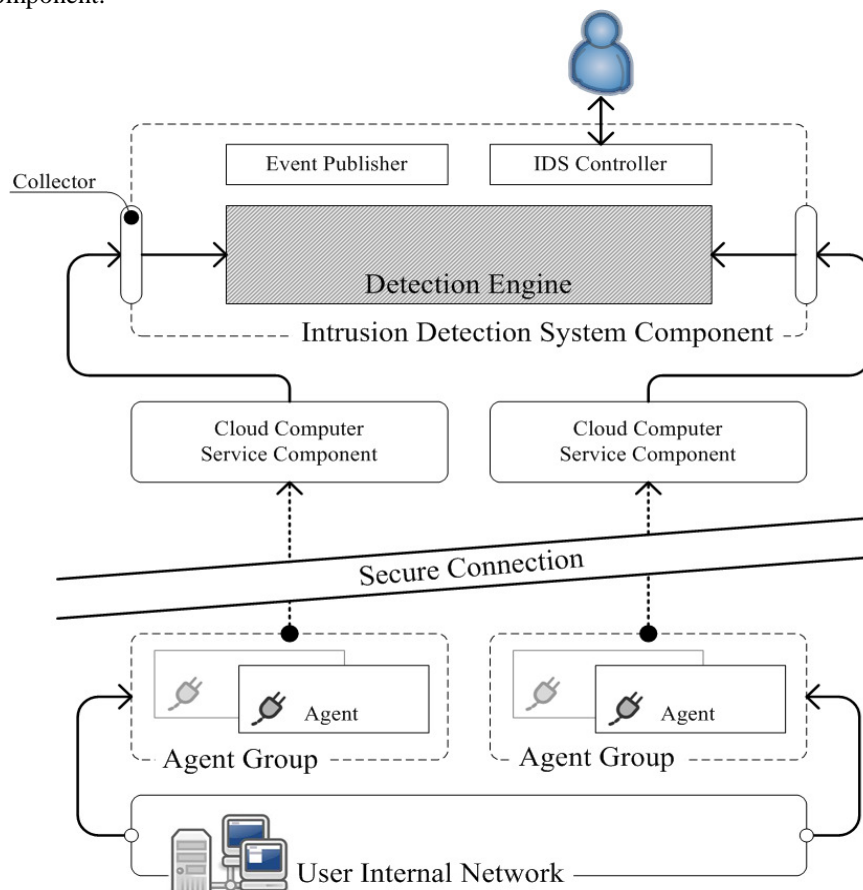 Event Publisher
IDS Controller
Collector
Detection Engine
Intrusion Detection System Component
Cloud Computer
Service Component
Cloud Computer
Service Component
Secure Connection
Agent
Agent
Agent Group
Agent Group
User Internal Network